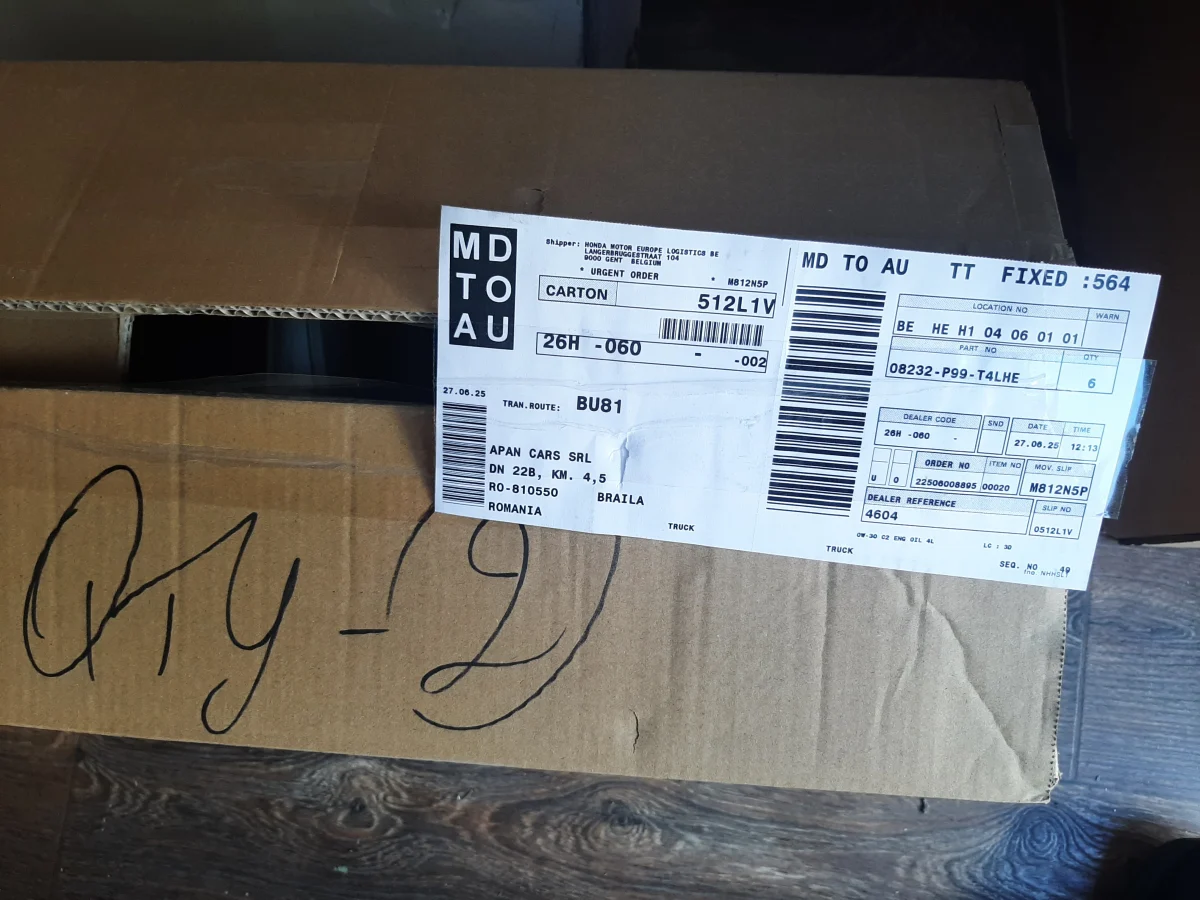 MD
TO
AU
Shipper: HONDA MOTOR EUROPE LOGISTICS BE
LANGERBRUGGESTRAAT 104
9000 GENT BELGIUM
* URGENT ORDER * M812N5P
CARTON 512L1V
26H -060 - -002
27.06.25
TRAN.ROUTE: BU81
APAN CARS SRL
DN 22B, KM. 4,5
RO-810550 BRAILA
ROMANIA
TRUCK
MD TO AU TT FIXED :564
LOCATION NO WARN
BE HE H1 04 06 01 01
PART NO QTY
08232-P99-T4LHE 6
DEALER CODE SND DATE TIME
26H -060 - 27.06.25 12:13
ORDER NO ITEM NO MOV. SLIP
U O 22506008895 00020 M812N5P
DEALER REFERENCE SLIP NO
4604 0512L1V
0W-30 C2 ENG OIL 4L LC : 3D
TRUCK
SEQ. NO 49
QTY - (2)